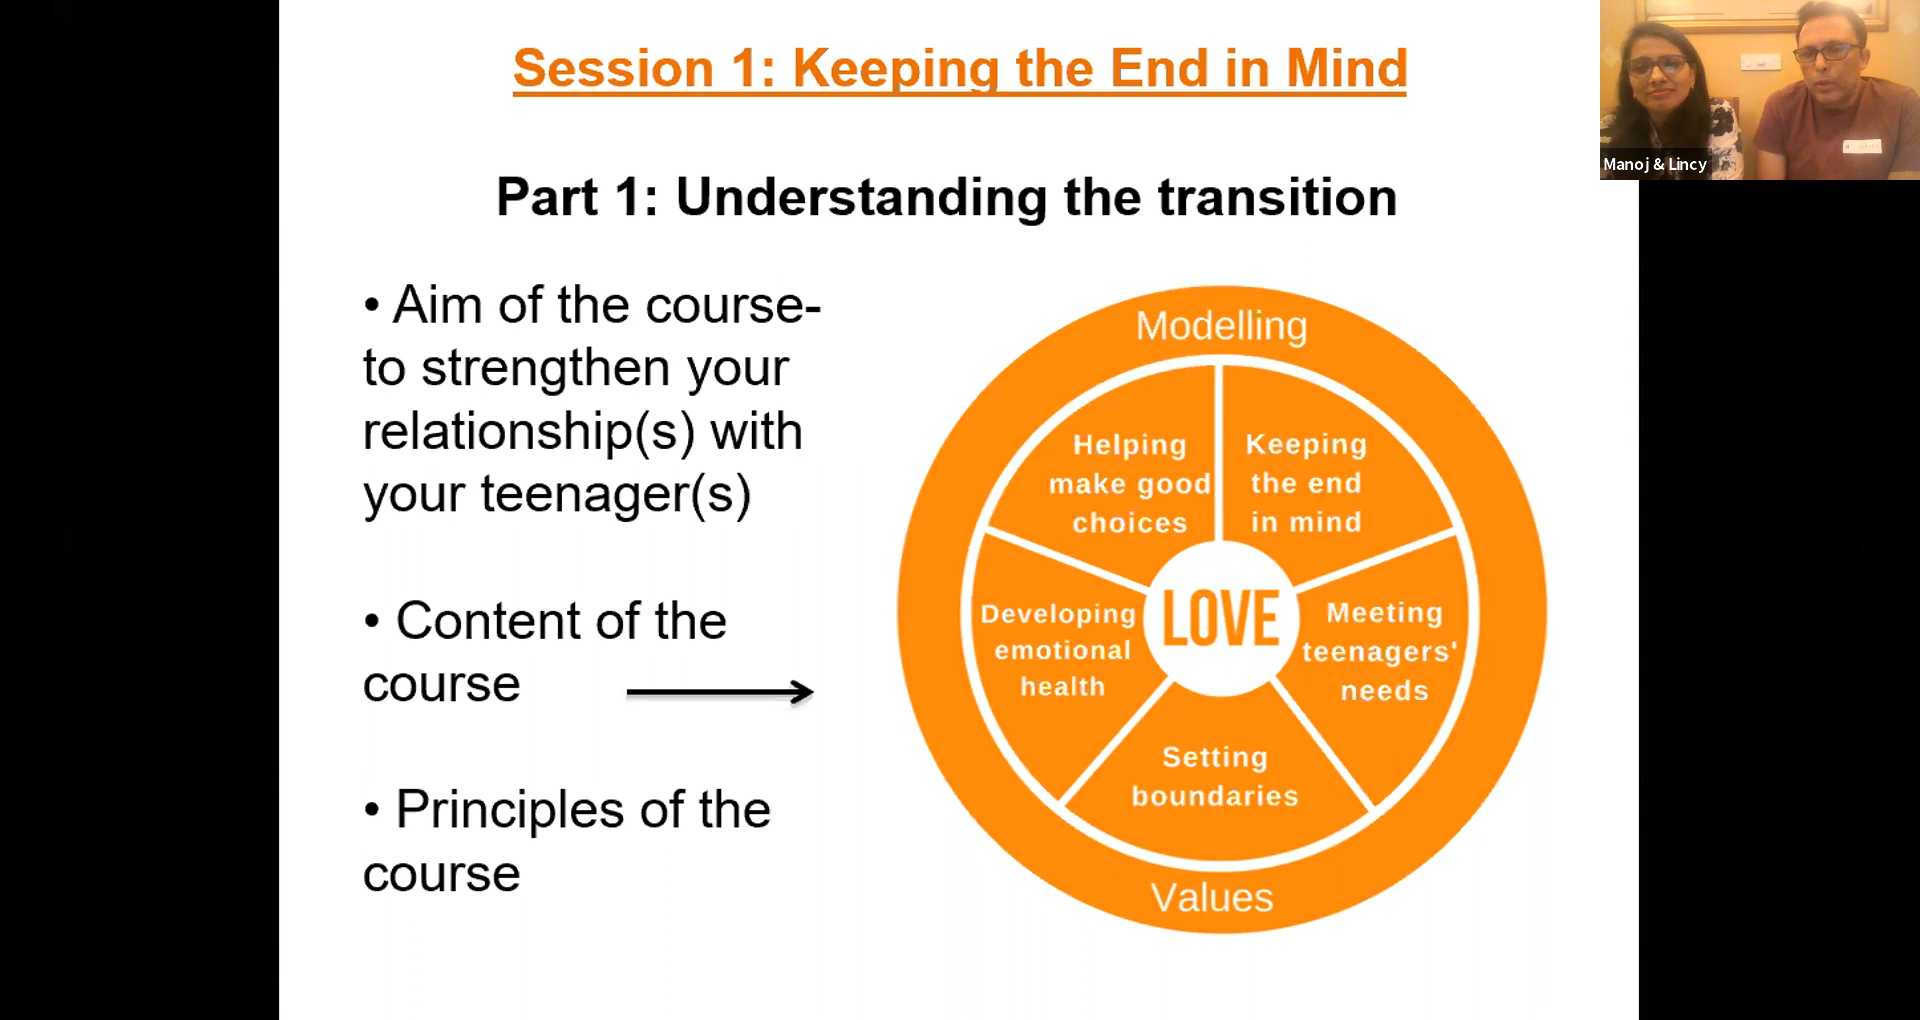 Session 1: Keeping the End in Mind
Part 1: Understanding the transition
• Aim of the course-
to strengthen your
relationship(s) with
your teenager(s)
• Content of the
course
• Principles of the
course
Modelling
Helping
make good
choices
Keeping
the end
in mind
Developing
emotional
health
LOVE
Meeting
teenagers'
needs
Setting
boundaries
Values
Manoj & Lincy